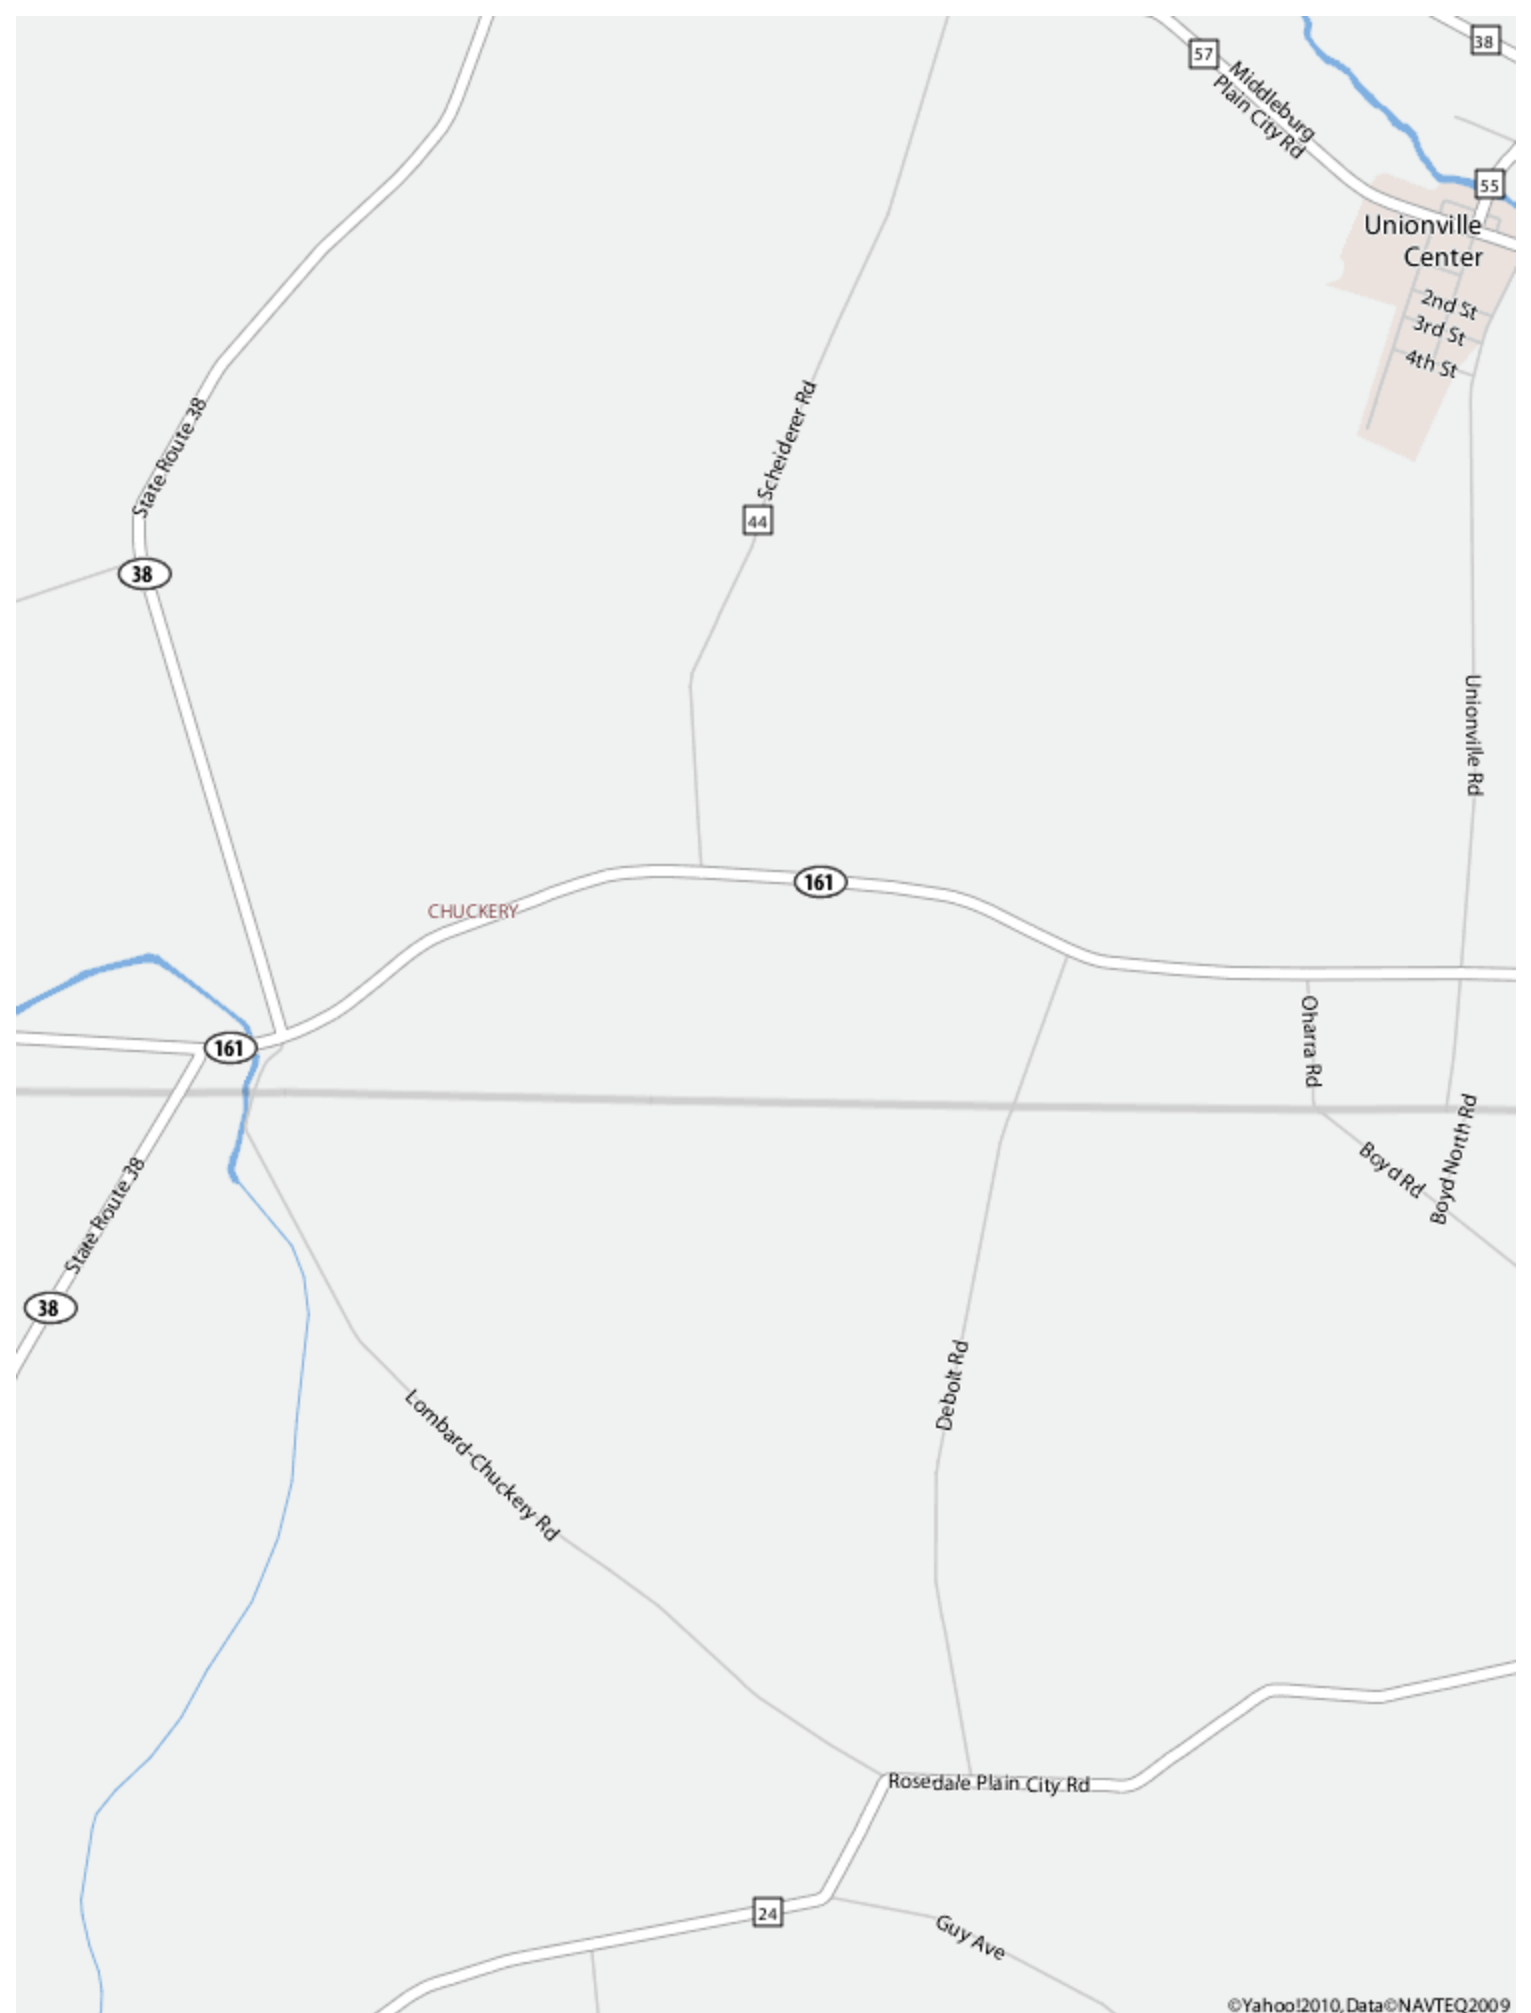 38
57
Middleburg
Plain City Rd
55
Unionville
Center
2nd St
3rd St
4th St
Scheiderer Rd
State Route 38
44
38
Unionville Rd
161
CHUCKERY
Oharra Rd
161
Boyd North Rd
Boyd Rd
State Route 38
38
Debolt Rd
Lombard-Chuckery Rd
Rosedale Plain City Rd
24
Guy Ave
©Yahoo!2010,Data©NAVTEQ2009